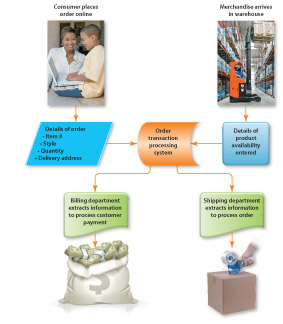 Consumer places
order online
Merchandise arrives
in warehouse
Details of order
• Item #
• Style
• Quantity
• Delivery address
Order
transaction
processing
system
Details of
product
availability
entered
Billing department
extracts information
to process customer
payment
Shipping department
extracts information
to process order
$